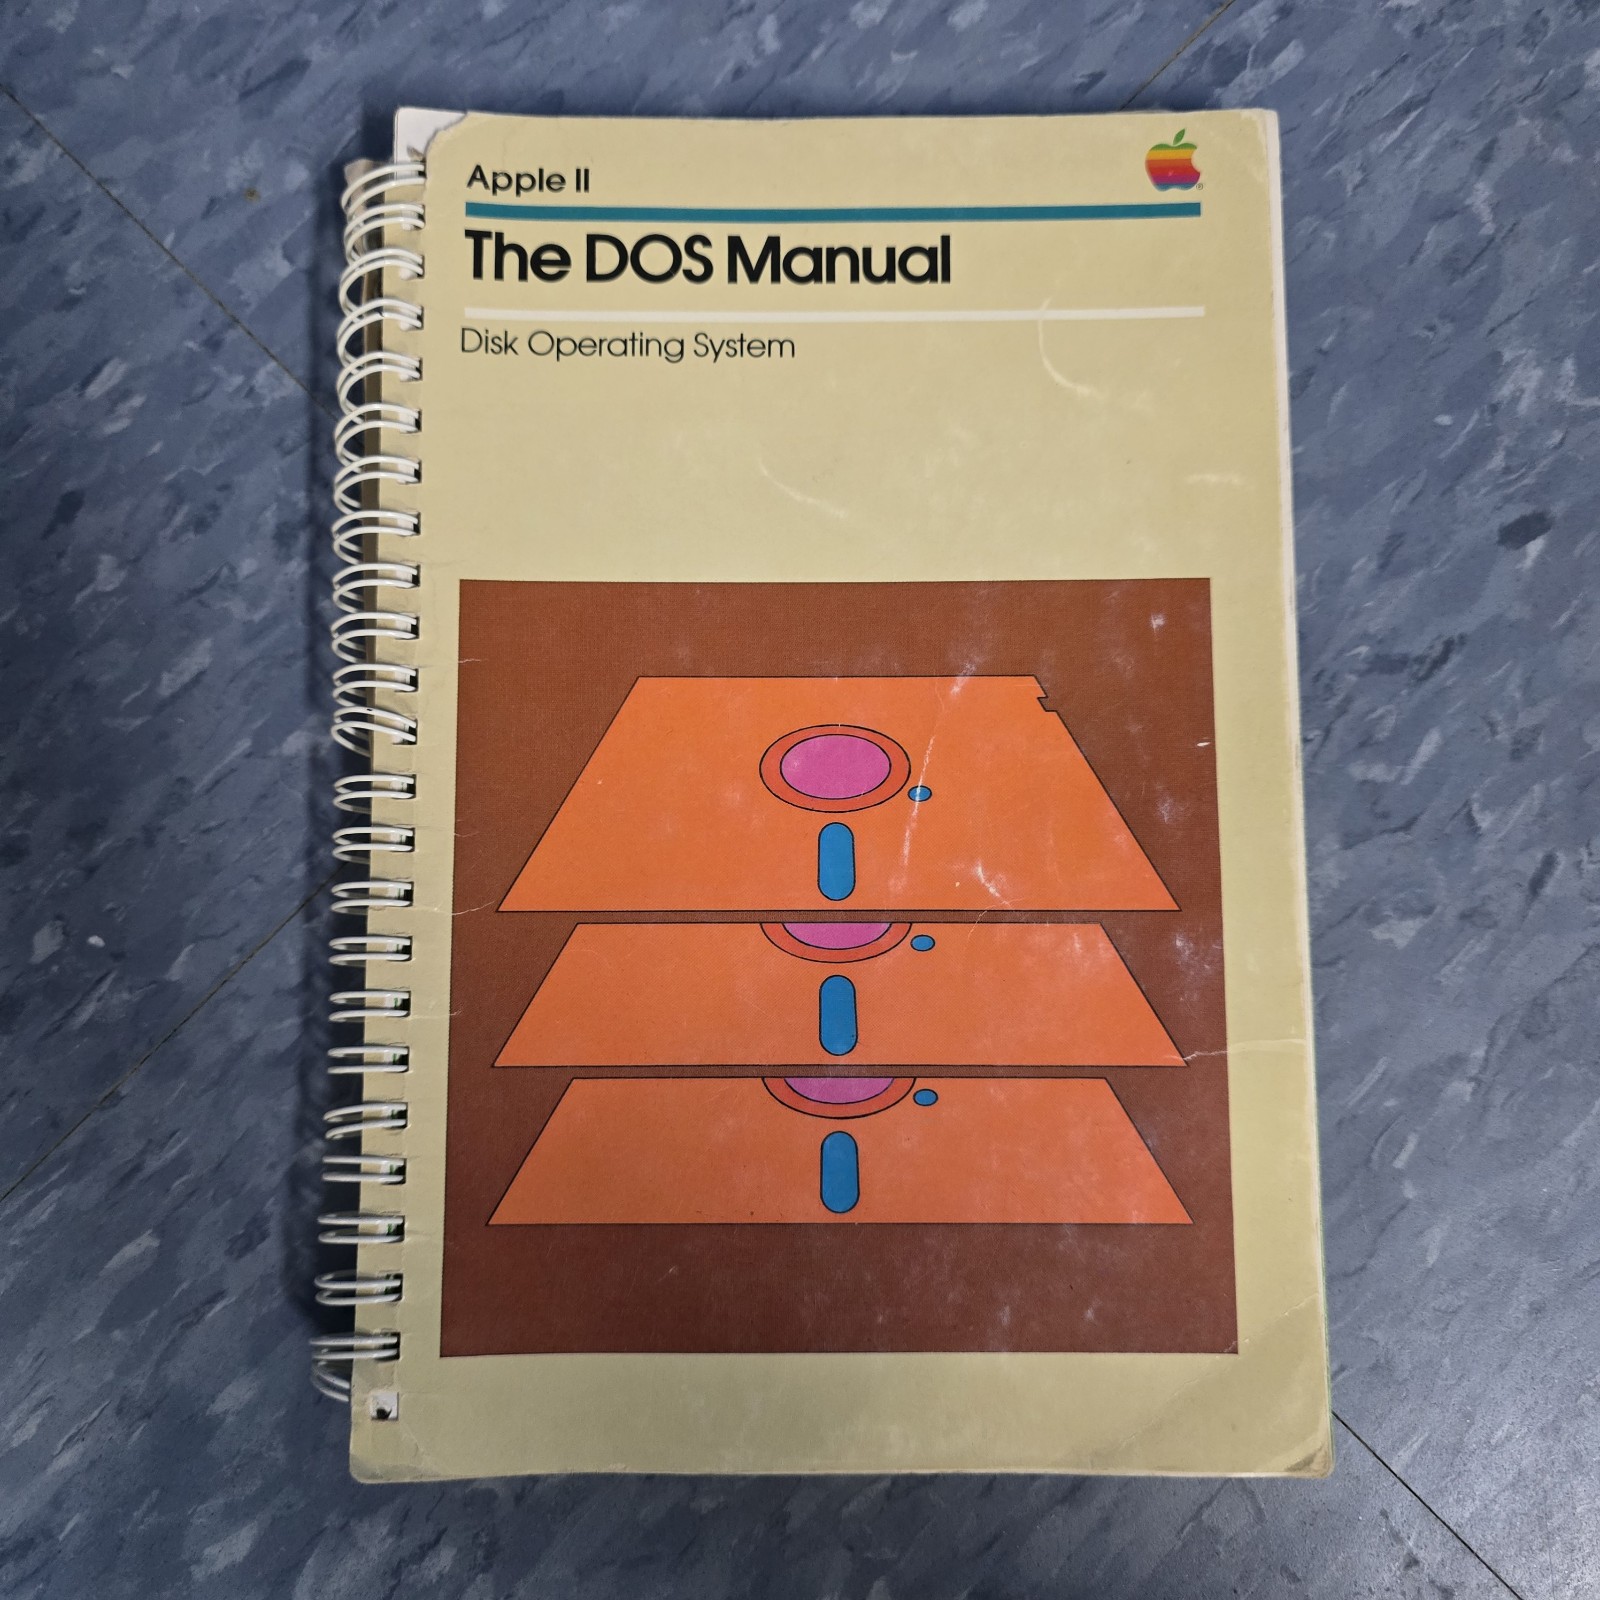 Apple II
The DOS Manual
Disk Operating System